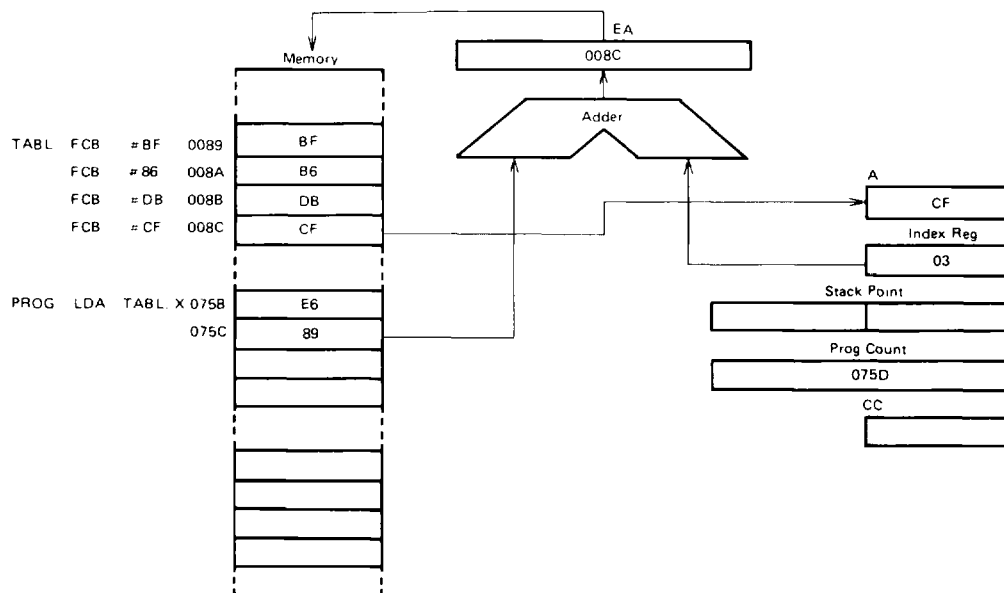 EA
008C
Memory
Adder
TABL FCB #BF 0089 BF
FCB #86 008A B6
FCB #DB 008B DB
FCB #CF 008C CF
A
CF
Index Reg
03
PROG LDA TABL. X 075B E6
075C 89
Stack Point
Prog Count
075D
CC